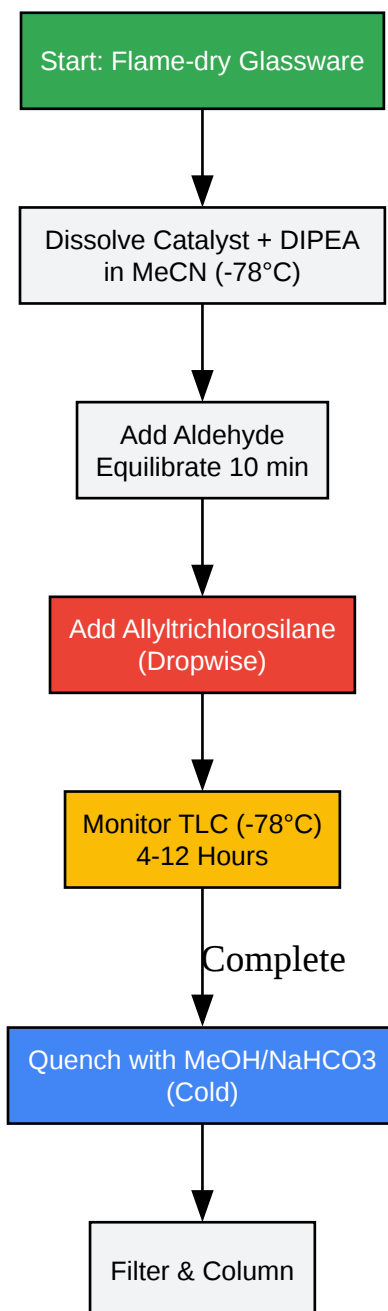 Start: Flame-dry Glassware
Dissolve Catalyst + DIPEA
in MeCN (-78°C)
Add Aldehyde
Equilibrate 10 min
Add Allyltrichlorosilane
(Dropwise)
Monitor TLC (-78°C)
4-12 Hours
Complete
Quench with MeOH/NaHCO3
(Cold)
Filter & Column